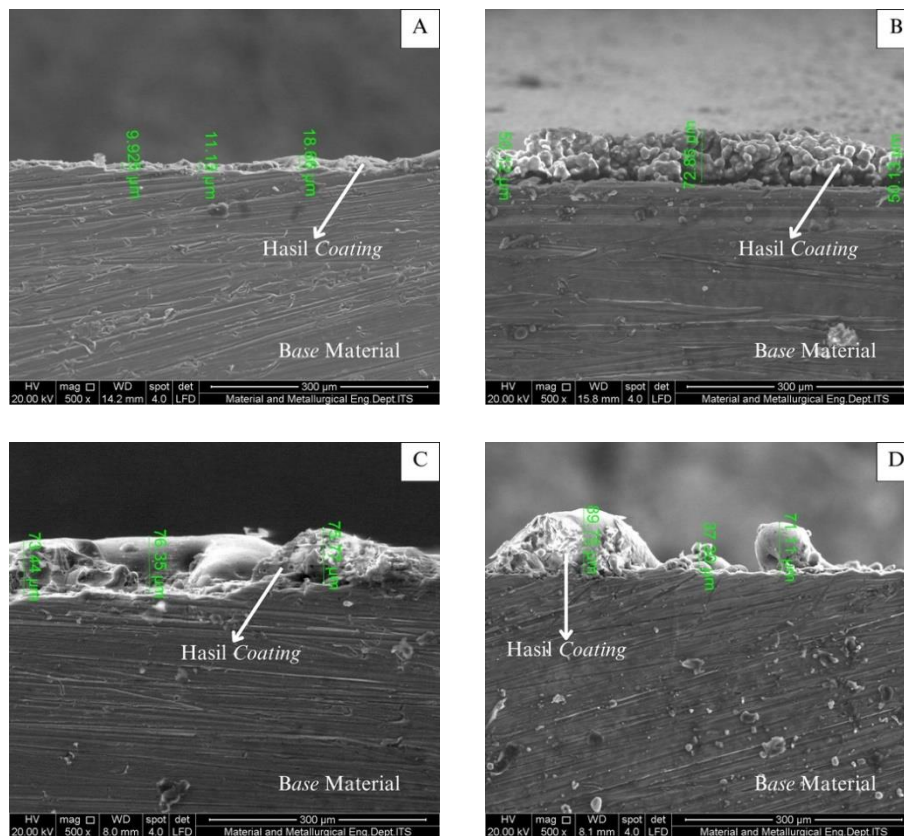 A
9.928 µm
18.66 µm
Hasil Coating
Base Material
HV mag WD spot det
20.00 kV 500 x 14.2 mm 4.0 LFD
300 µm
Material and Metallurgical Eng.Dept.ITS
B
72.86 µm
50.13 µm
Hasil Coating
Base Material
HV mag WD spot det
20.00 kV 500 x 15.8 mm 4.0 LFD
300 µm
Material and Metallurgical Eng.Dept.ITS
C
73.44 µm
76.35 µm
Hasil Coating
Base Material
HV mag WD spot det
20.00 kV 500 x 8.0 mm 4.0 LFD
300 µm
Material and Metallurgical Eng.Dept.ITS
D
Hasil Coating
HV mag WD spot det
20.00 kV 500 x 8.1 mm 4.0 LFD
300 µm
Material and Metallurgical Eng.Dept.ITS
Base Material